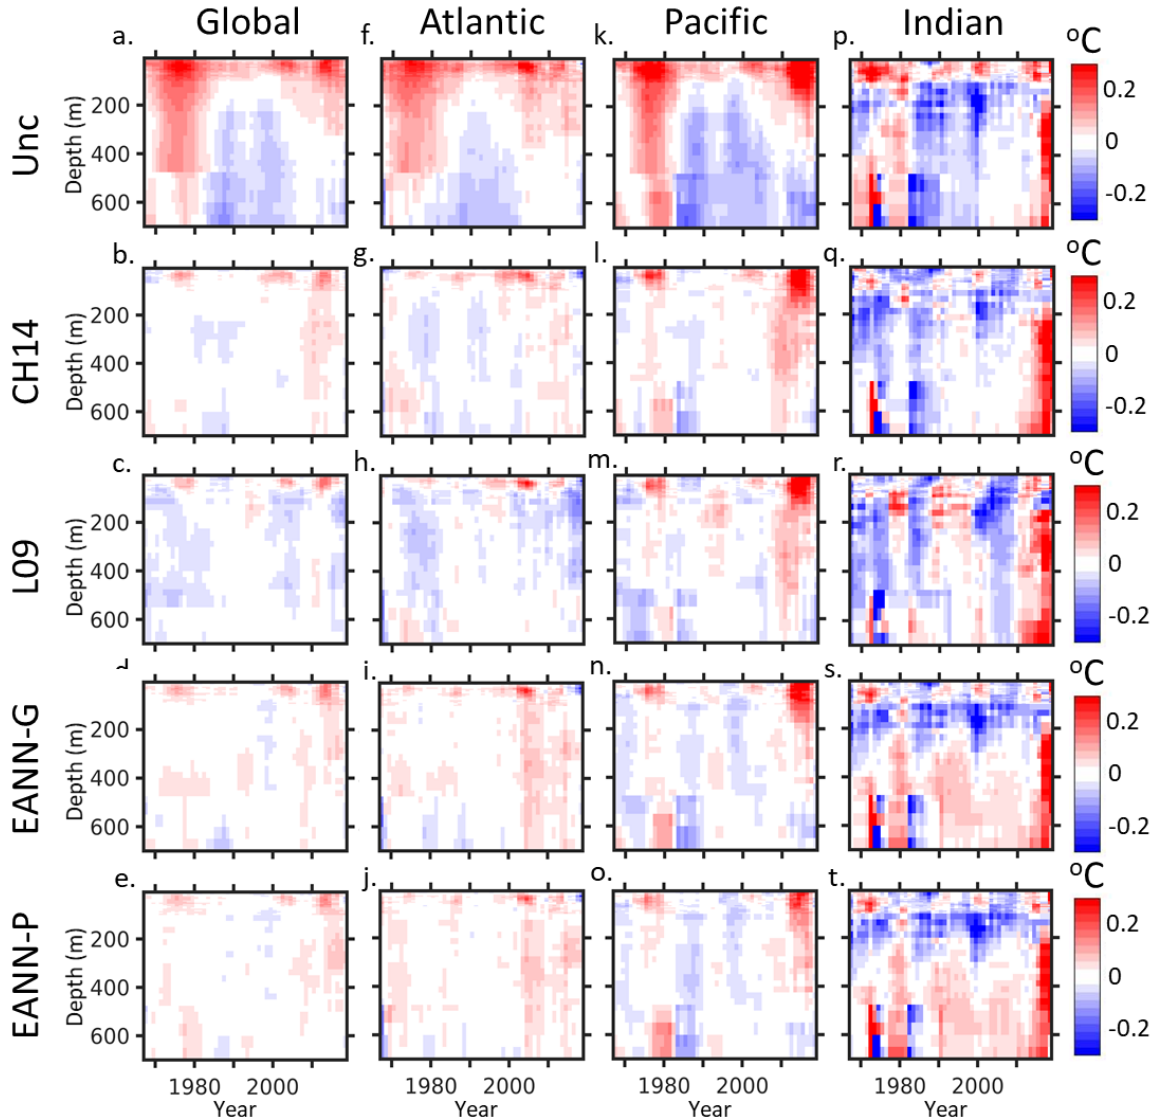 Global Atlantic Pacific Indian
a. f. k. p. °C
Unc
Depth (m)
200
400
600
0.2
0
-0.2
b. g. l. q. °C
CH14
Depth (m)
200
400
600
0.2
0
-0.2
c. h. m. r. °C
L09
Depth (m)
200
400
600
0.2
0
-0.2
d i. n. s. °C
EANN-G
Depth (m)
200
400
600
0.2
0
-0.2
e. j. o. t. °C
EANN-P
Depth (m)
200
400
600
0.2
0
-0.2
1980 2000 1980 2000 1980 2000 1980 2000
Year Year Year Year